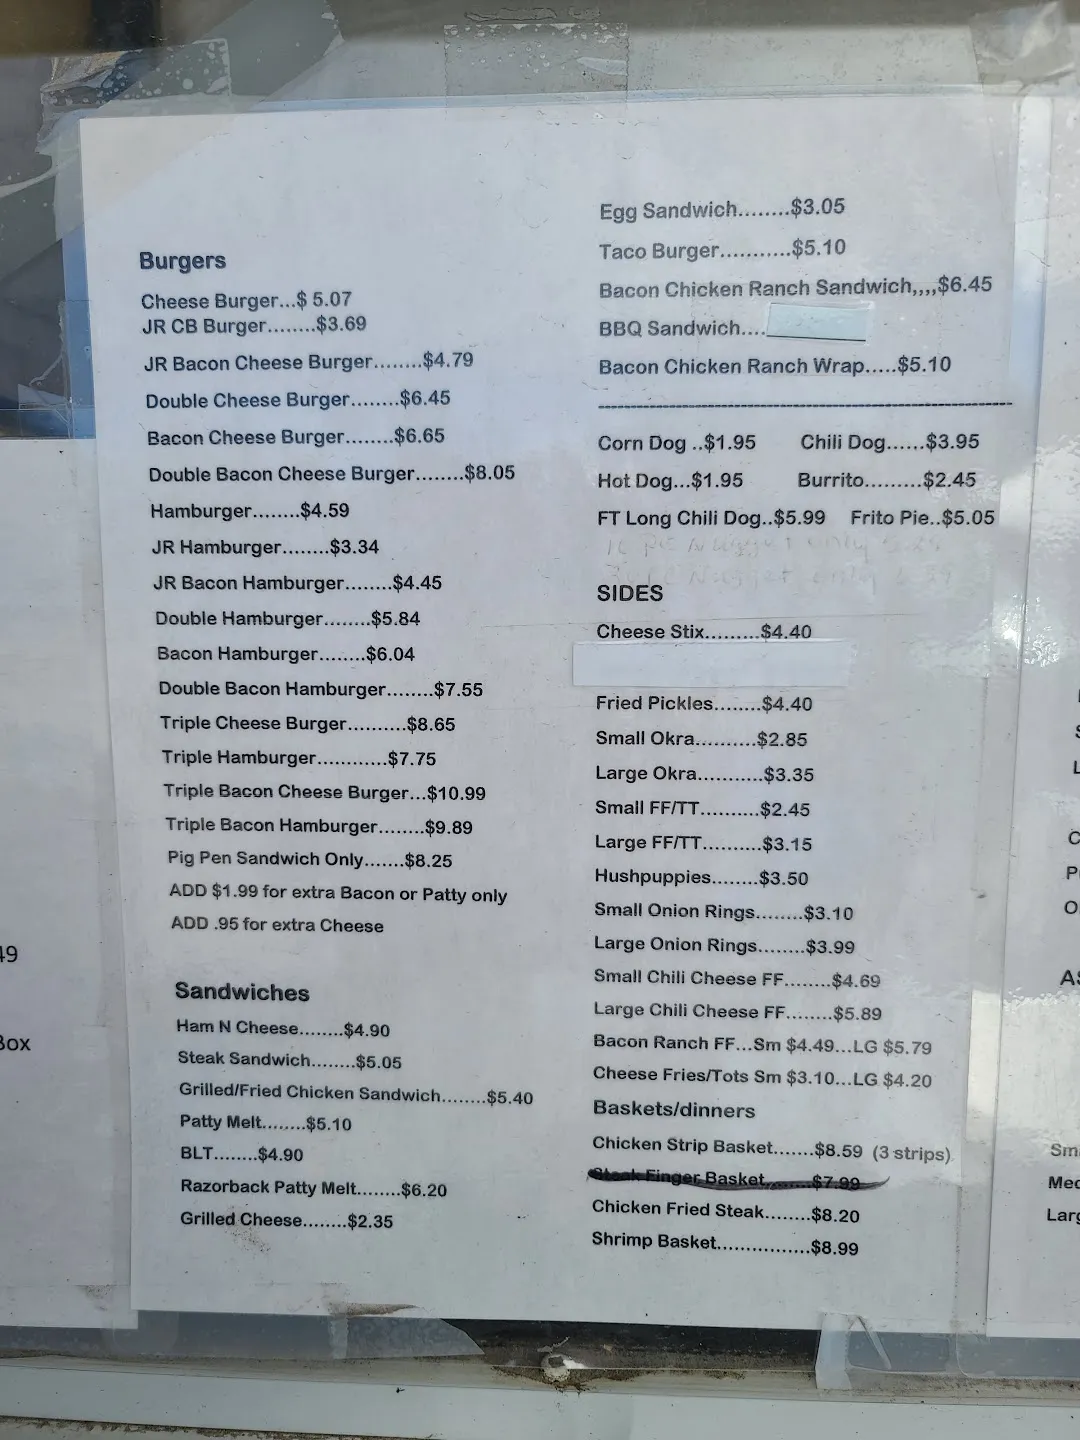 Burgers
Cheese Burger...$ 5.07
JR CB Burger........$3.69
JR Bacon Cheese Burger........$4.79
Double Cheese Burger........$6.45
Bacon Cheese Burger........$6.65
Double Bacon Cheese Burger........$8.05
Hamburger........$4.59
JR Hamburger........$3.34
JR Bacon Hamburger........$4.45
Double Hamburger........$5.84
Bacon Hamburger........$6.04
Double Bacon Hamburger........$7.55
Triple Cheese Burger..........$8.65
Triple Hamburger............$7.75
Triple Bacon Cheese Burger...$10.99
Triple Bacon Hamburger........$9.89
Pig Pen Sandwich Only.......$8.25
ADD $1.99 for extra Bacon or Patty only
ADD .95 for extra Cheese
Sandwiches
Ham N Cheese........$4.90
Steak Sandwich........$5.05
Grilled/Fried Chicken Sandwich........$5.40
Patty Melt........$5.10
BLT........$4.90
Razorback Patty Melt........$6.20
Grilled Cheese........$2.35
Egg Sandwich........$3.05
Taco Burger...........$5.10
Bacon Chicken Ranch Sandwich,,,,$6.45
BBQ Sandwich....
Bacon Chicken Ranch Wrap.....$5.10
Corn Dog ..$1.95 Chili Dog......$3.95
Hot Dog...$1.95 Burrito.........$2.45
FT Long Chili Dog..$5.99 Frito Pie..$5.05
SIDES
Cheese Stix.........$4.40
Fried Pickles........$4.40
Small Okra..........$2.85
Large Okra...........$3.35
Small FF/TT..........$2.45
Large FF/TT..........$3.15
Hushpuppies........$3.50
Small Onion Rings........$3.10
Large Onion Rings........$3.99
Small Chili Cheese FF........$4.69
Large Chili Cheese FF........$5.89
Bacon Ranch FF...Sm $4.49...LG $5.79
Cheese Fries/Tots Sm $3.10...LG $4.20
Baskets/dinners
Chicken Strip Basket.......$8.59 (3 strips)
Steak Finger Basket........$7.99
Chicken Fried Steak........$8.20
Shrimp Basket................$8.99